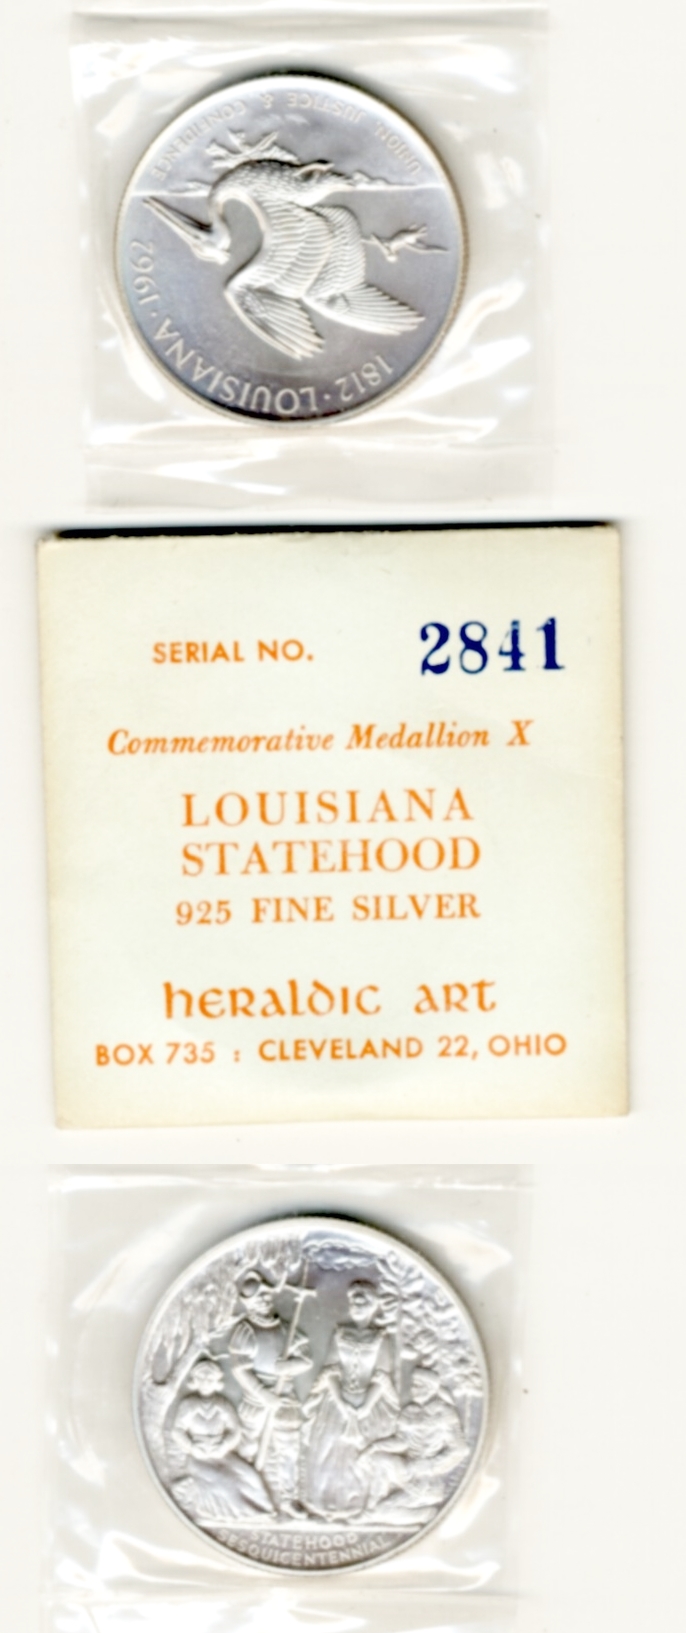 UNION, JUSTICE & CONFIDENCE
1812 · LOUISIANA · 1962
SERIAL NO. 2841
Commemorative Medallion X
LOUISIANA
STATEHOOD
925 FINE SILVER
heraldic art
BOX 735 : CLEVELAND 22, OHIO
STATEHOOD
SESQUICENTENNIAL